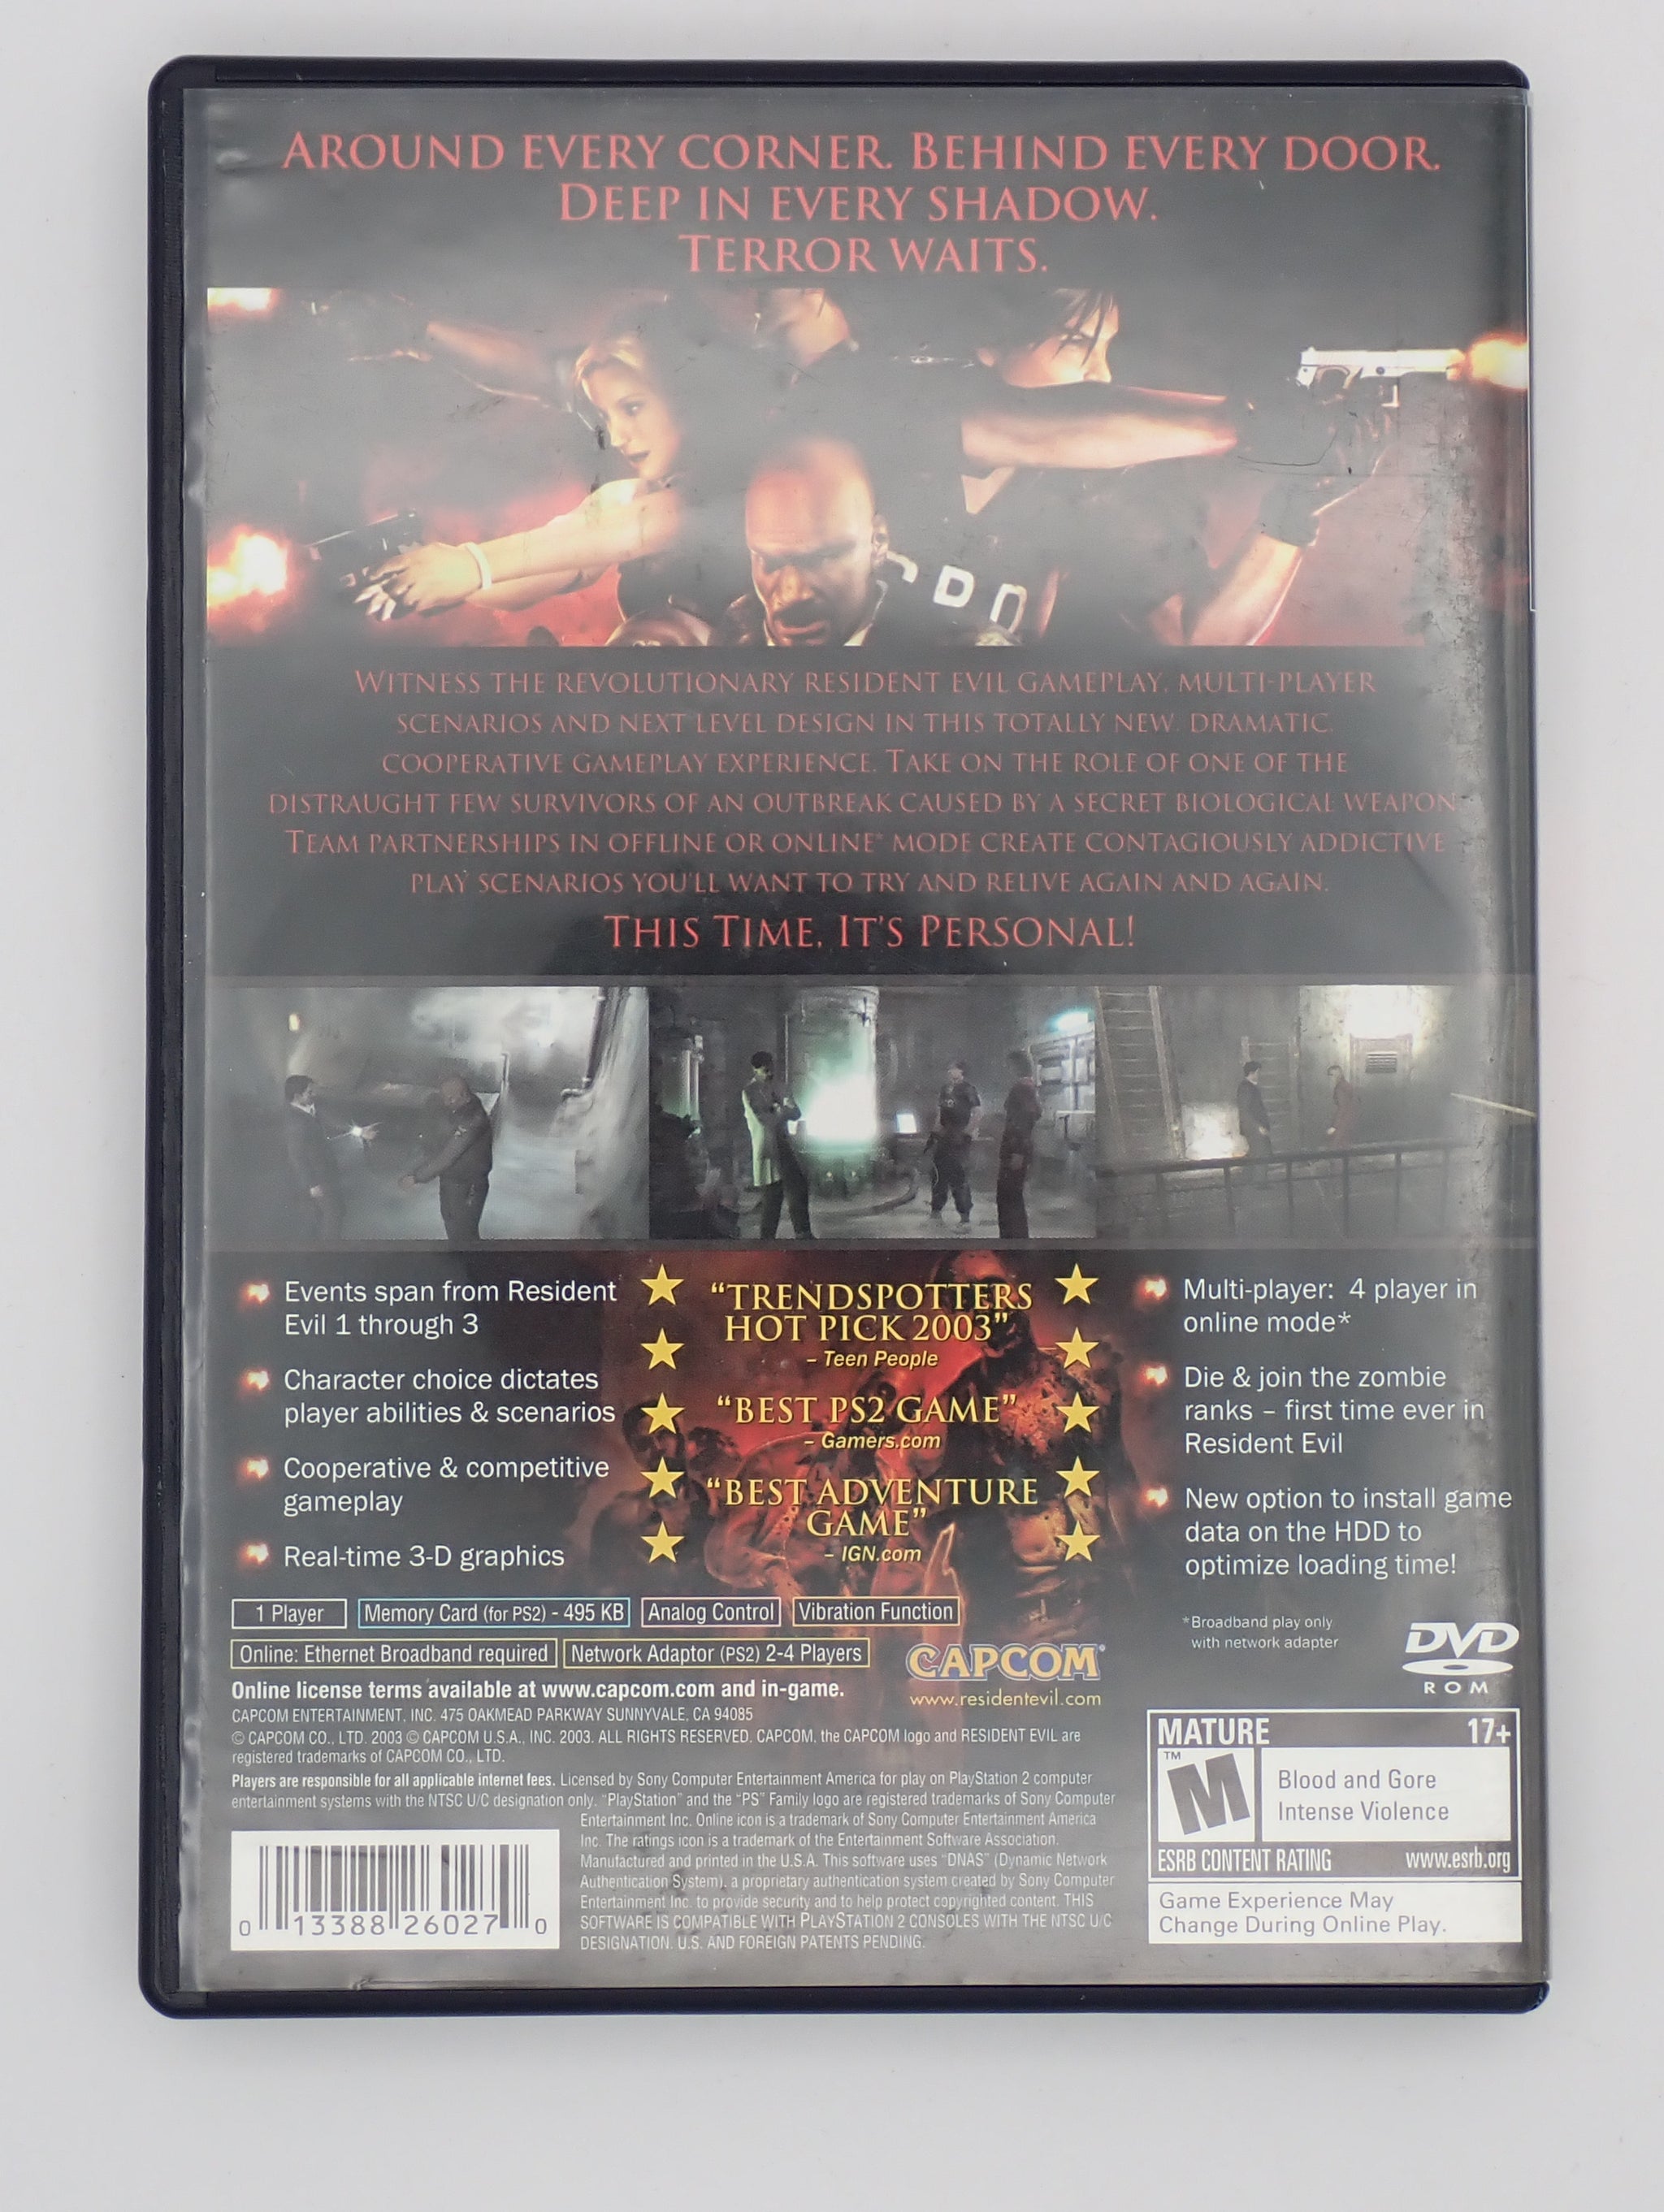 AROUND EVERY CORNER. BEHIND EVERY DOOR.
DEEP IN EVERY SHADOW.
TERROR WAITS.
WITNESS THE REVOLUTIONARY RESIDENT EVIL GAMEPLAY, MULTI-PLAYER
SCENARIOS AND NEXT LEVEL DESIGN IN THIS TOTALLY NEW, DRAMATIC,
COOPERATIVE GAMEPLAY EXPERIENCE. TAKE ON THE ROLE OF ONE OF THE
DISTRAUGHT FEW SURVIVORS OF AN OUTBREAK CAUSED BY A SECRET BIOLOGICAL WEAPON.
TEAM PARTNERSHIPS IN OFFLINE OR ONLINE* MODE CREATE CONTAGIOUSLY ADDICTIVE
PLAY SCENARIOS YOU'LL WANT TO TRY AND RELIVE AGAIN AND AGAIN.
THIS TIME, IT'S PERSONAL!
Events span from Resident
Evil 1 through 3
Character choice dictates
player abilities & scenarios
Cooperative & competitive
gameplay
Real-time 3-D graphics
“TRENDSPOTTERS
HOT PICK 2003”
– Teen People
“BEST PS2 GAME”
– Gamers.com
“BEST ADVENTURE
GAME”
– IGN.com
Multi-player: 4 player in
online mode*
Die & join the zombie
ranks – first time ever in
Resident Evil
New option to install game
data on the HDD to
optimize loading time!
*Broadband play only
with network adapter
DVD
ROM
1 Player
Memory Card (for PS2) - 495 KB
Analog Control
Vibration Function
Online: Ethernet Broadband required
Network Adaptor (PS2) 2-4 Players
CAPCOM®
www.residentevil.com
Online license terms available at www.capcom.com and in-game.
CAPCOM ENTERTAINMENT, INC. 475 OAKMEAD PARKWAY SUNNYVALE, CA 94085
© CAPCOM CO., LTD. 2003 © CAPCOM U.S.A., INC. 2003. ALL RIGHTS RESERVED. CAPCOM, the CAPCOM logo and RESIDENT EVIL are
registered trademarks of CAPCOM CO., LTD.
Players are responsible for all applicable internet fees. Licensed by Sony Computer Entertainment America for play on PlayStation 2 computer
entertainment systems with the NTSC U/C designation only. "PlayStation" and the "PS" Family logo are registered trademarks of Sony Computer
Entertainment Inc. Online icon is a trademark of Sony Computer Entertainment America
Inc. The ratings icon is a trademark of the Entertainment Software Association.
Manufactured and printed in the U.S.A. This software uses "DNAS" (Dynamic Network
Authentication System), a proprietary authentication system created by Sony Computer
Entertainment Inc. to provide security and to help protect copyrighted content. THIS
SOFTWARE IS COMPATIBLE WITH PLAYSTATION 2 CONSOLES WITH THE NTSC U/C
DESIGNATION. U.S. AND FOREIGN PATENTS PENDING.
0 13388 26027 0
MATURE 17+
™
M
Blood and Gore
Intense Violence
ESRB CONTENT RATING www.esrb.org
Game Experience May
Change During Online Play.